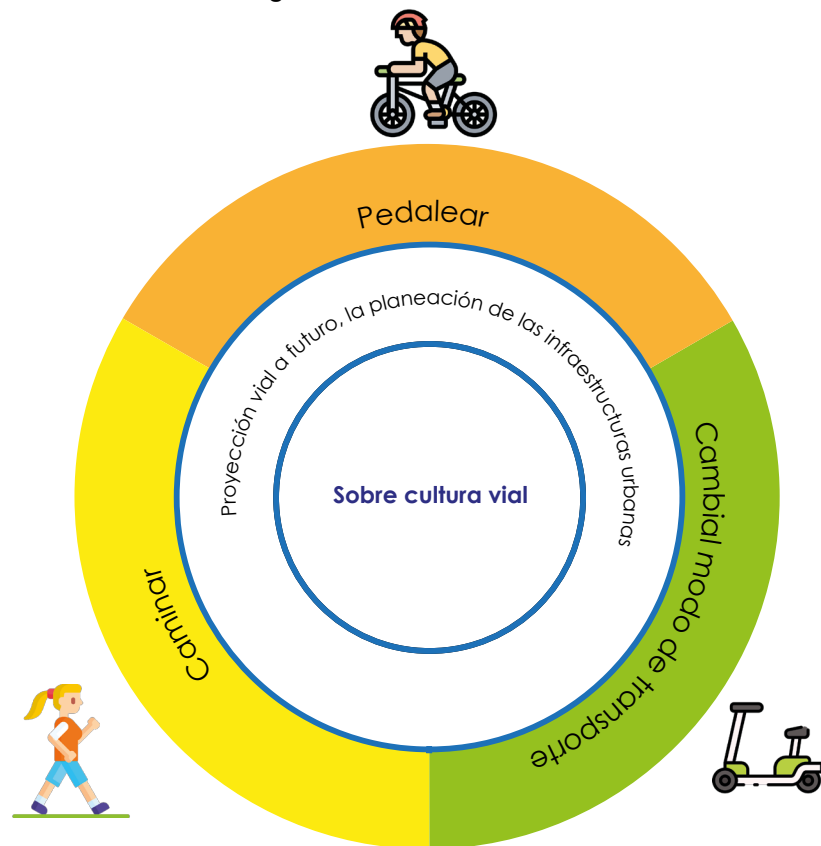 Pedalear
Proyección vial a futuro, la planeación de las infraestructuras urbanas
Sobre cultura vial
Cambial modo de transporte
Caminar